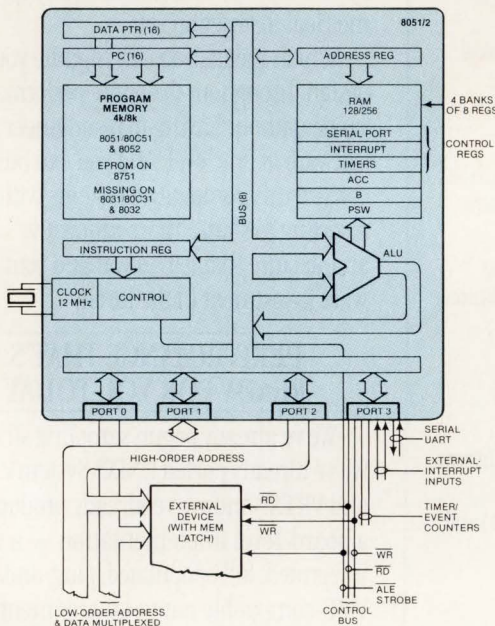 8051/2
DATA PTR (16)
PC (16)
ADDRESS REG
PROGRAM
MEMORY
4k/8k
8051/80C51
& 8052
EPROM ON
8751
MISSING ON
8031/80C31
& 8032
RAM
128/256
SERIAL PORT
INTERRUPT
TIMERS
ACC
B
PSW
4 BANKS
OF 8 REGS
CONTROL
REGS
BUS (8)
INSTRUCTION REG
ALU
CLOCK
12 MHz
CONTROL
PORT 0
PORT 1
PORT 2
PORT 3
HIGH-ORDER ADDRESS
SERIAL
UART
EXTERNAL-
INTERRUPT
INPUTS
TIMER/
EVENT
COUNTERS
EXTERNAL
DEVICE
(WITH MEM
LATCH)
RD
WR
WR
RD
ALE
STROBE
LOW-ORDER ADDRESS
& DATA MULTIPLEXED
CONTROL
BUS